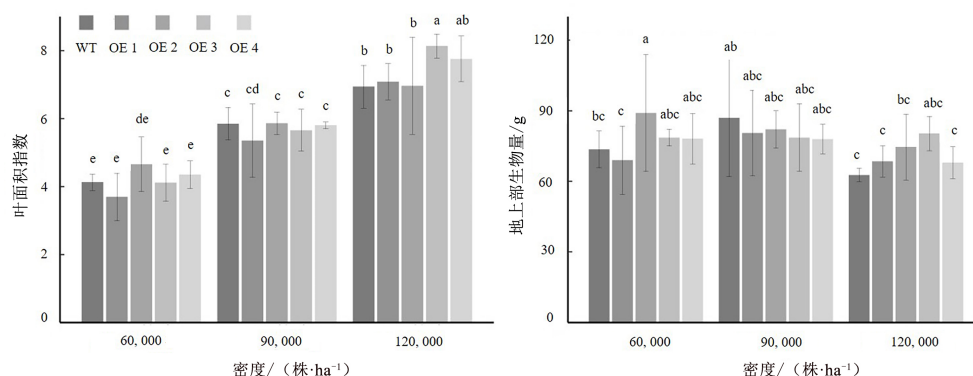 WT OE 1 OE 2 OE 3 OE 4
叶面积指数
8
6
4
2
0
e e de e e
c cd c c c
b b b a ab
60, 000 90, 000 120, 000
密度/（株·ha⁻¹）
地上部生物量/g
120
90
60
30
0
bc c a abc abc
ab abc abc abc abc
c c bc abc c
60, 000 90, 000 120, 000
密度/（株·ha⁻¹）